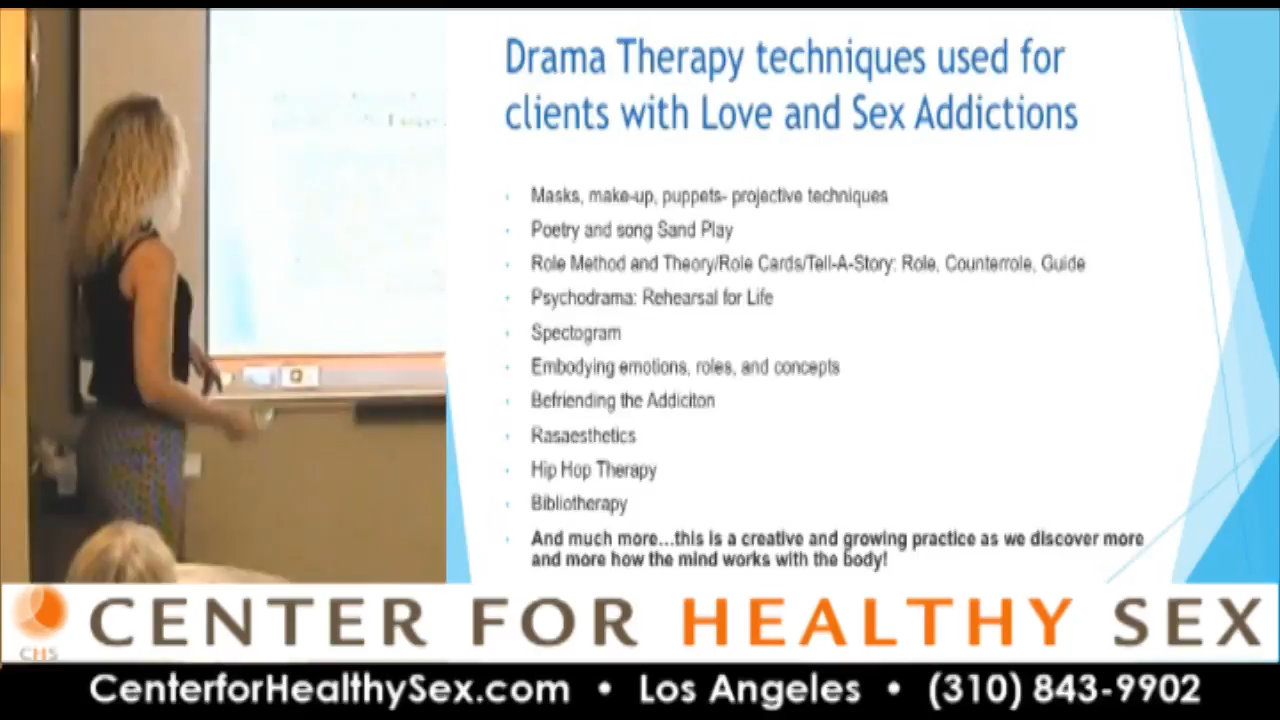 Drama Therapy techniques used for
clients with Love and Sex Addictions
Masks, make-up, puppets- projective techniques
Poetry and song Sand Play
Role Method and Theory/Role Cards/Tell-A-Story: Role, Counterrole, Guide
Psychodrama: Rehearsal for Life
Spectogram
Embodying emotions, roles, and concepts
Befriending the Addiciton
Rasaesthetics
Hip Hop Therapy
Bibliotherapy
And much more...this is a creative and growing practice as we discover more
and more how the mind works with the body!
CENTER FOR HEALTHY SEX
CHS
CenterforHealthySex.com • Los Angeles • (310) 843-9902